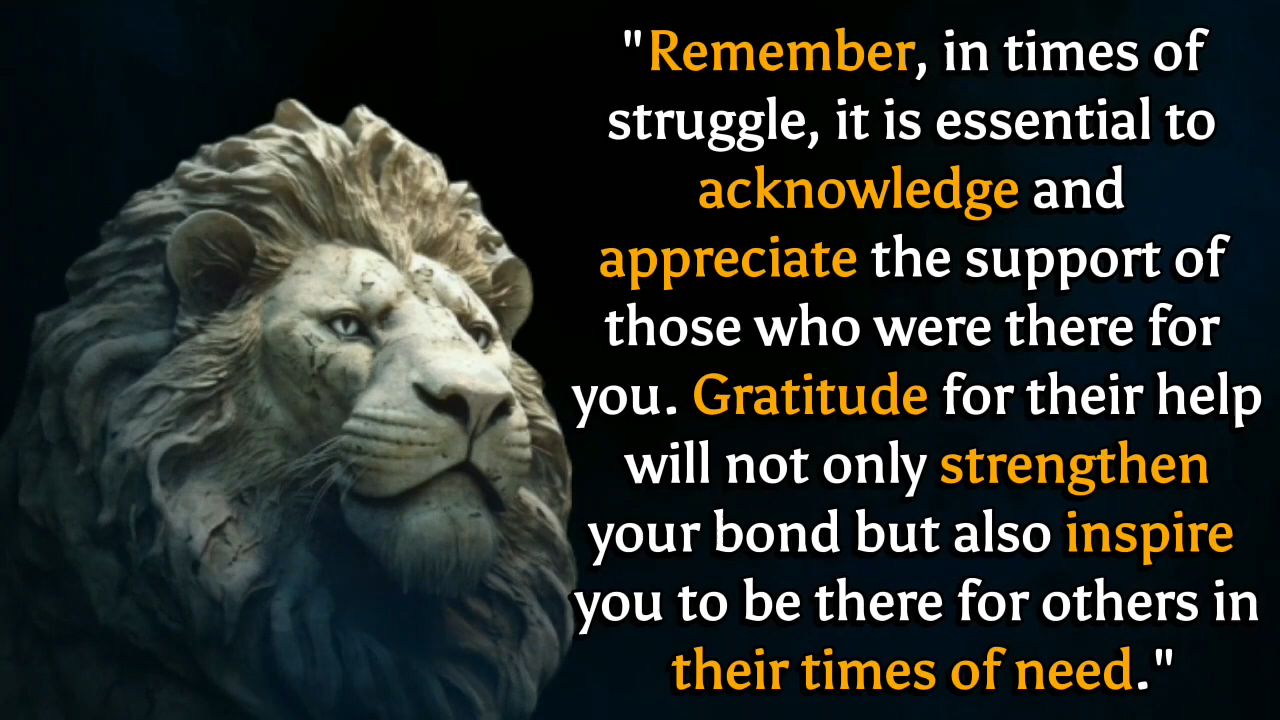 "Remember, in times of
struggle, it is essential to
acknowledge and
appreciate the support of
those who were there for
you. Gratitude for their help
will not only strengthen
your bond but also inspire
you to be there for others in
their times of need."